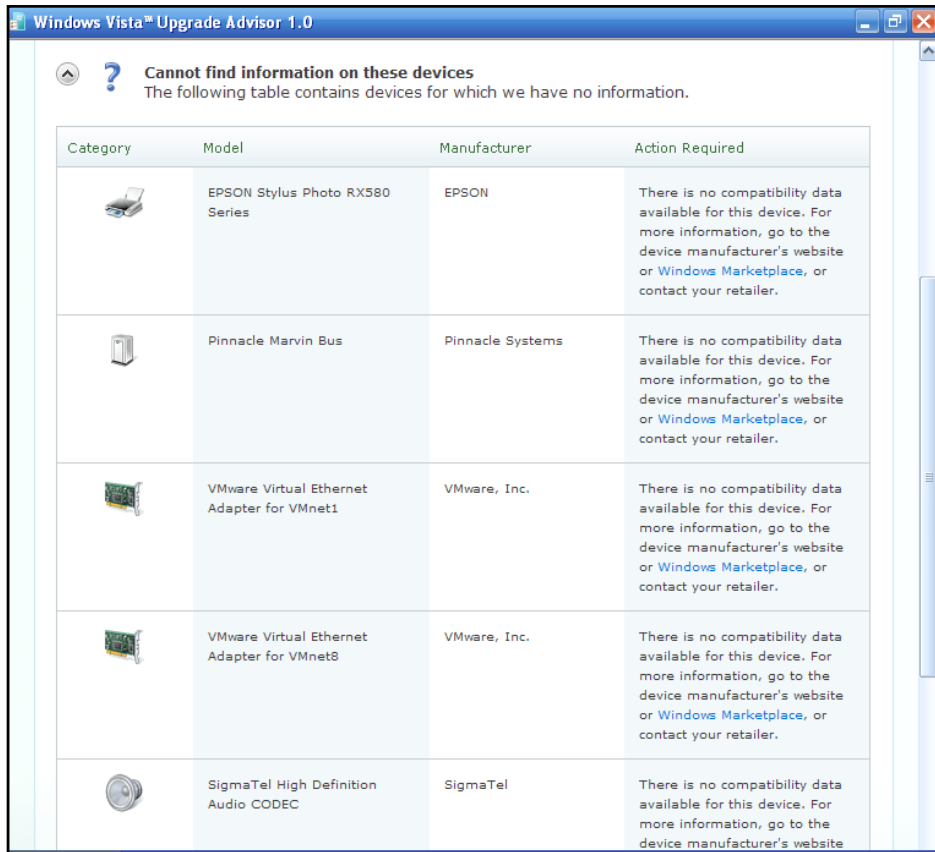 Windows Vista™ Upgrade Advisor 1.0
Cannot find information on these devices
The following table contains devices for which we have no information.
Category Model Manufacturer Action Required
EPSON Stylus Photo RX580
Series
EPSON
There is no compatibility data
available for this device. For
more information, go to the
device manufacturer's website
or Windows Marketplace, or
contact your retailer.
Pinnacle Marvin Bus
Pinnacle Systems
There is no compatibility data
available for this device. For
more information, go to the
device manufacturer's website
or Windows Marketplace, or
contact your retailer.
VMware Virtual Ethernet
Adapter for VMnet1
VMware, Inc.
There is no compatibility data
available for this device. For
more information, go to the
device manufacturer's website
or Windows Marketplace, or
contact your retailer.
VMware Virtual Ethernet
Adapter for VMnet8
VMware, Inc.
There is no compatibility data
available for this device. For
more information, go to the
device manufacturer's website
or Windows Marketplace, or
contact your retailer.
SigmaTel High Definition
Audio CODEC
SigmaTel
There is no compatibility data
available for this device. For
more information, go to the
device manufacturer's website